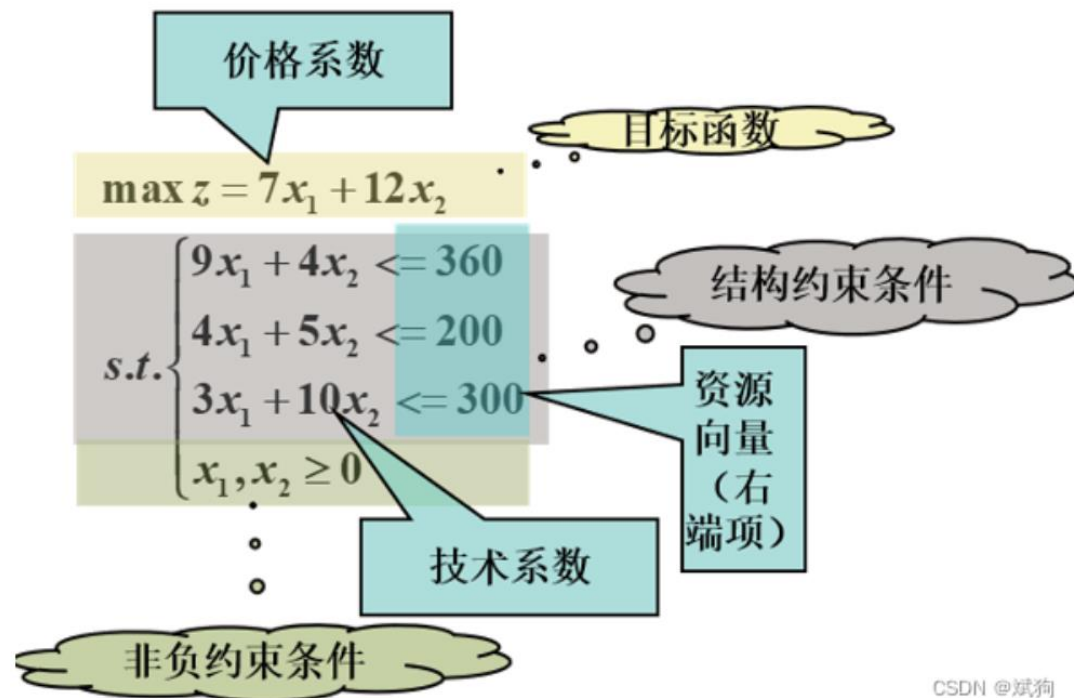 价格系数
目标函数
max z = 7x₁ + 12x₂
9x₁ + 4x₂ <= 360
结构约束条件
4x₁ + 5x₂ <= 200
s.t.
3x₁ + 10x₂ <= 300
资源
向量
（右
端项）
x₁, x₂ ≥ 0
技术系数
非负约束条件
CSDN @斌狗